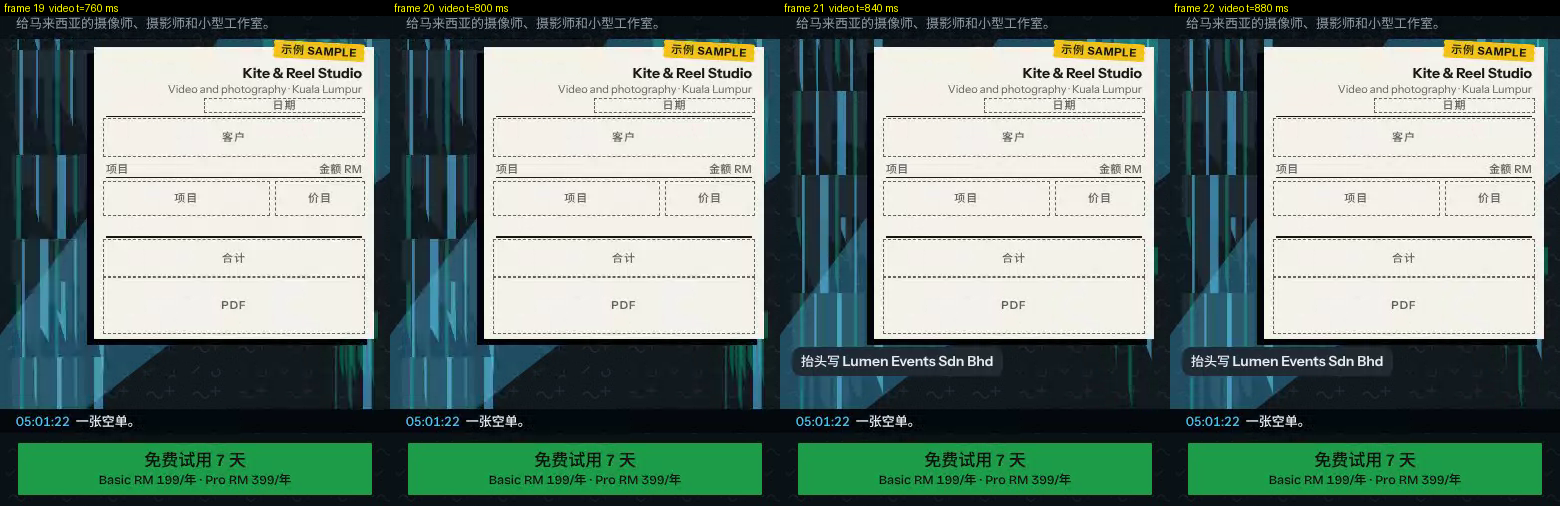 frame 19 video t=760 ms
给马来西亚的摄像师、摄影师和小型工作室。
示例 SAMPLE
Kite & Reel Studio
Video and photography · Kuala Lumpur
日期
客户
项目 金额 RM
项目 价目
合计
PDF
05:01:22 一张空单。
免费试用 7 天
Basic RM 199/年 · Pro RM 399/年
frame 20 video t=800 ms
给马来西亚的摄像师、摄影师和小型工作室。
示例 SAMPLE
Kite & Reel Studio
Video and photography · Kuala Lumpur
日期
客户
项目 金额 RM
项目 价目
合计
PDF
05:01:22 一张空单。
免费试用 7 天
Basic RM 199/年 · Pro RM 399/年
frame 21 video t=840 ms
给马来西亚的摄像师、摄影师和小型工作室。
示例 SAMPLE
Kite & Reel Studio
Video and photography · Kuala Lumpur
日期
客户
项目 金额 RM
项目 价目
合计
PDF
抬头写 Lumen Events Sdn Bhd
05:01:22 一张空单。
免费试用 7 天
Basic RM 199/年 · Pro RM 399/年
frame 22 video t=880 ms
给马来西亚的摄像师、摄影师和小型工作室。
示例 SAMPLE
Kite & Reel Studio
Video and photography · Kuala Lumpur
日期
客户
项目 金额 RM
项目 价目
合计
PDF
抬头写 Lumen Events Sdn Bhd
05:01:22 一张空单。
免费试用 7 天
Basic RM 199/年 · Pro RM 399/年